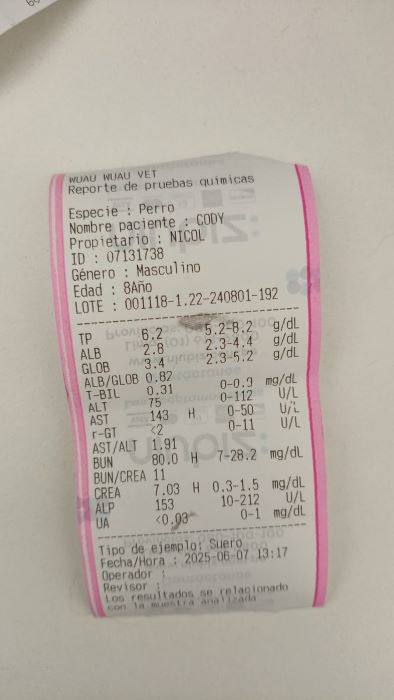 WUAU WUAU VET
Reporte de pruebas quimicas
Especie : Perro
Nombre paciente : CODY
Propietario : NICOL
ID : 07131738
Género : Masculino
Edad : 8Año
LOTE : 001118-1.22-240801-192
TP 6.2 5.2-8.2 g/dL
ALB 2.8 2.3-4.4 g/dL
GLOB 3.4 2.3-5.2 g/dL
ALB/GLOB 0.82
T-BIL 0.31 0-0.9 mg/dL
ALT 75 0-112 U/L
AST 143 H 0-50 U/L
r-GT <2 0-11 U/L
AST/ALT 1.91
BUN 80.0 H 7-28.2 mg/dL
BUN/CREA 11
CREA 7.03 H 0.3-1.5 mg/dL
ALP 153 10-212 U/L
UA <0.03 0-1 mg/dL
Tipo de ejemplo: Suero
Fecha/Hora : 2025-06-07 13:17
Operador :
Revisor :
Los resultados se relacionado
con la muestra analizada